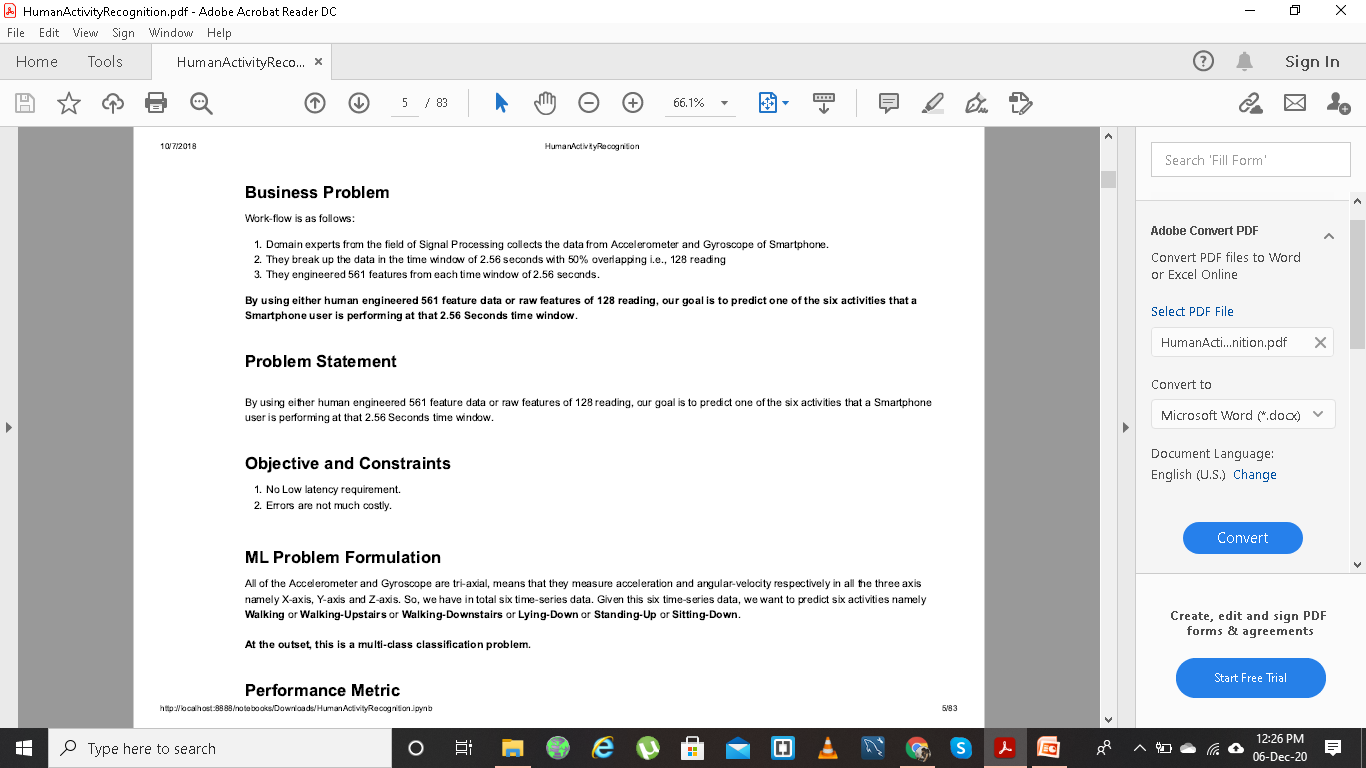 HumanActivityRecognition.pdf - Adobe Acrobat Reader DC
File Edit View Sign Window Help
Home Tools HumanActivityReco... × Sign In
5 / 83 66.1%
10/7/2018 HumanActivityRecognition
Business Problem
Work-flow is as follows:
1. Domain experts from the field of Signal Processing collects the data from Accelerometer and Gyroscope of Smartphone.
2. They break up the data in the time window of 2.56 seconds with 50% overlapping i.e., 128 reading
3. They engineered 561 features from each time window of 2.56 seconds.
By using either human engineered 561 feature data or raw features of 128 reading, our goal is to predict one of the six activities that a
Smartphone user is performing at that 2.56 Seconds time window.
Problem Statement
By using either human engineered 561 feature data or raw features of 128 reading, our goal is to predict one of the six activities that a Smartphone
user is performing at that 2.56 Seconds time window.
Objective and Constraints
1. No Low latency requirement.
2. Errors are not much costly.
ML Problem Formulation
All of the Accelerometer and Gyroscope are tri-axial, means that they measure acceleration and angular-velocity respectively in all the three axis
namely X-axis, Y-axis and Z-axis. So, we have in total six time-series data. Given this six time-series data, we want to predict six activities namely
Walking or Walking-Upstairs or Walking-Downstairs or Lying-Down or Standing-Up or Sitting-Down.
At the outset, this is a multi-class classification problem.
Performance Metric
http://localhost:8888/notebooks/Downloads/HumanActivityRecognition.ipynb 5/83
Search 'Fill Form'
Adobe Convert PDF
Convert PDF files to Word
or Excel Online
Select PDF File
HumanActi...nition.pdf
Convert to
Microsoft Word (*.docx)
Document Language:
English (U.S.) Change
Convert
Create, edit and sign PDF
forms & agreements
Start Free Trial
Type here to search
12:26 PM
06-Dec-20